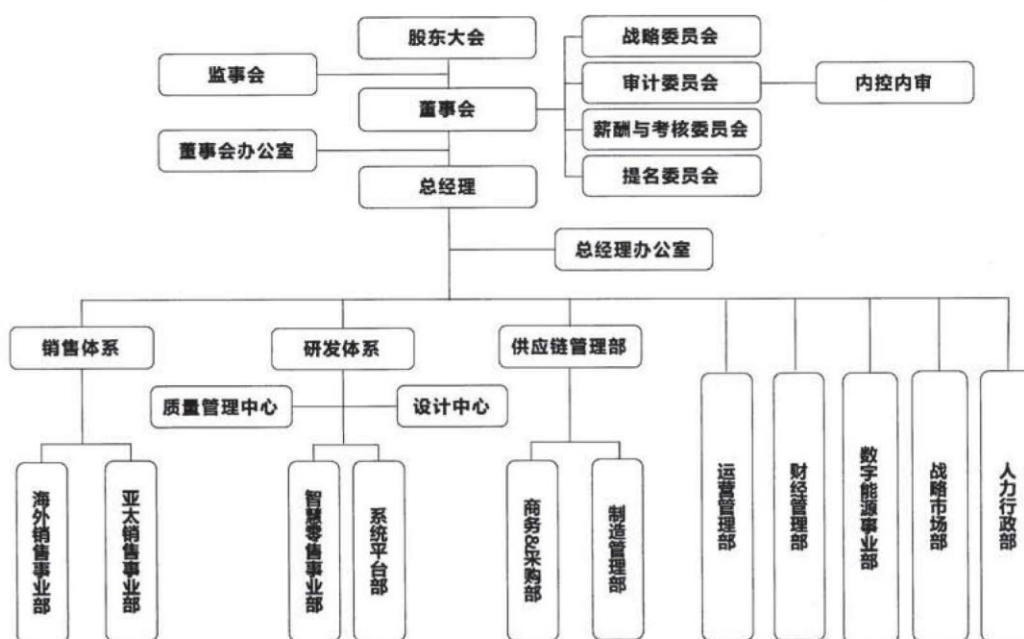 股东大会
战略委员会
监事会
审计委员会
内控内审
董事会
薪酬与考核委员会
董事会办公室
提名委员会
总经理
总经理办公室
销售体系
研发体系
供应链管理部
质量管理中心
设计中心
海外销售事业部
亚太销售事业部
智慧零售事业部
系统平台部
商务&采购部
制造管理部
运营管理部
财经管理部
数字能源事业部
战略市场部
人力行政部